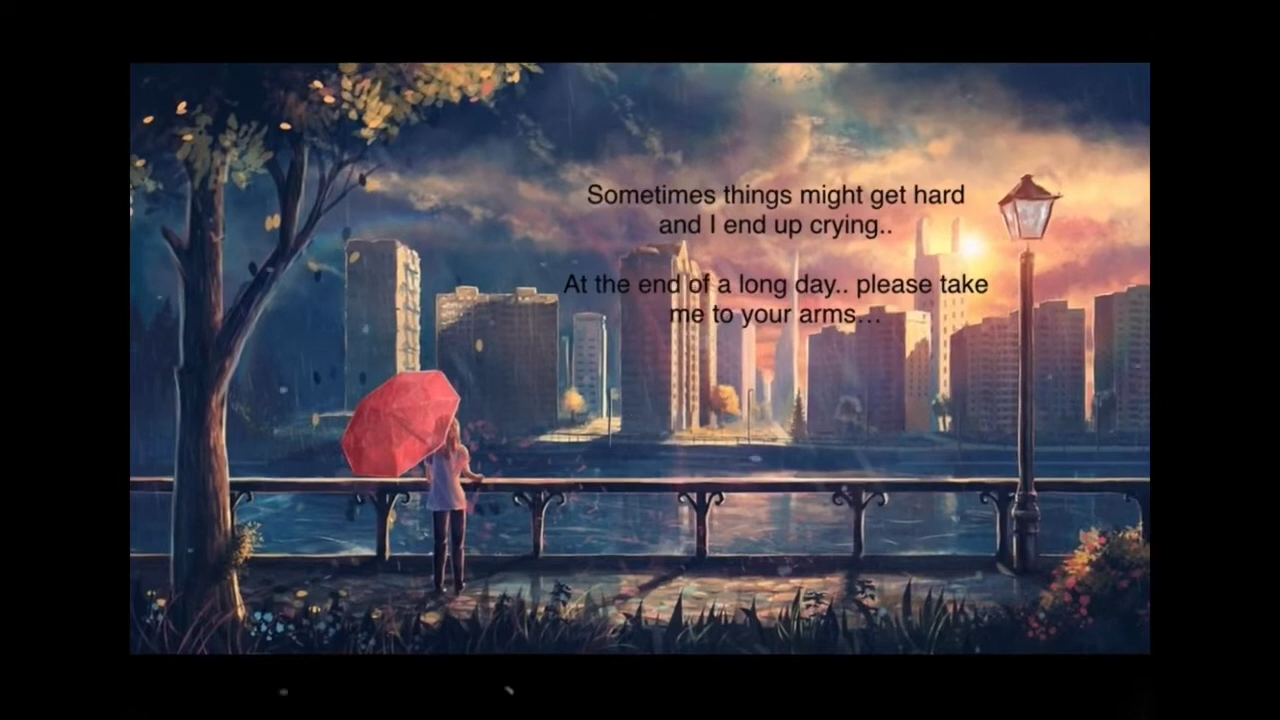 Sometimes things might get hard
and I end up crying..
At the end of a long day.. please take
me to your arms...